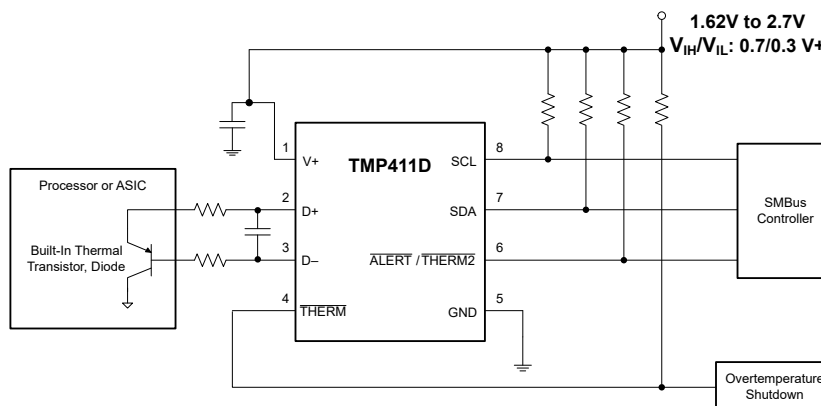 1.62V to 2.7V
VIH/VIL: 0.7/0.3 V+
1
V+
TMP411D
SCL
8
Processor or ASIC
2
D+
SDA
7
SMBus
Controller
Built-In Thermal
Transistor, Diode
3
D–
ALERT / THERM2
6
4
THERM
GND
5
Overtemperature
Shutdown